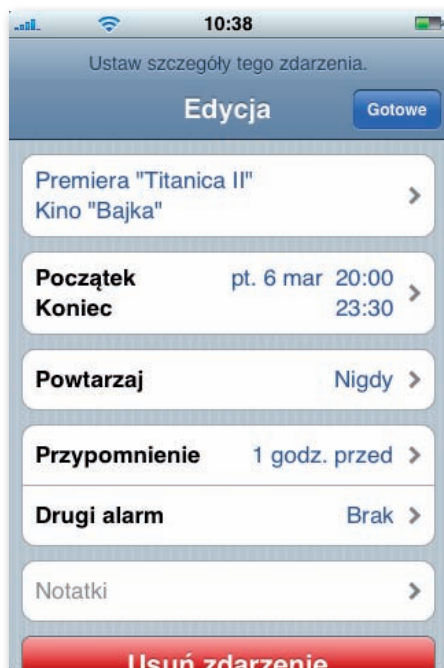 10:38
Ustaw szczegóły tego zdarzenia.
Edycja Gotowe
Premiera "Titanica II"
Kino "Bajka"
Początek pt. 6 mar 20:00
Koniec 23:30
Powtarzaj Nigdy
Przypomnienie 1 godz. przed
Drugi alarm Brak
Notatki
Usuń zdarzenie